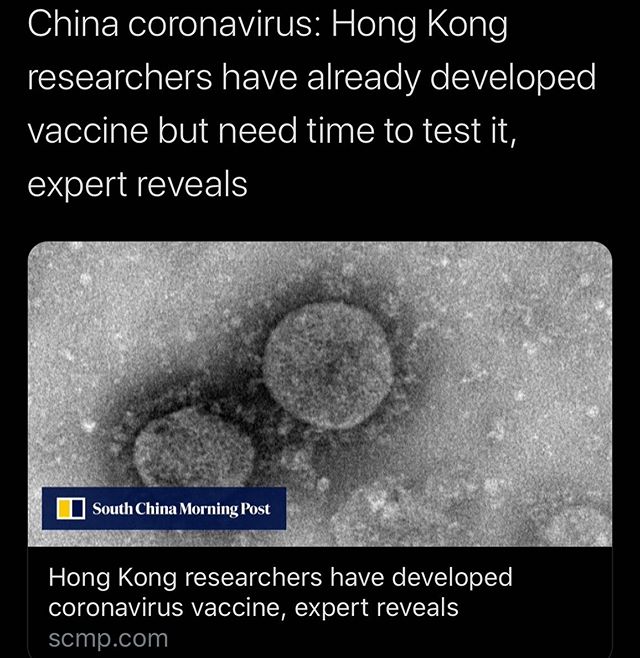 China coronavirus: Hong Kong
researchers have already developed
vaccine but need time to test it,
expert reveals
South China Morning Post
Hong Kong researchers have developed
coronavirus vaccine, expert reveals
scmp.com